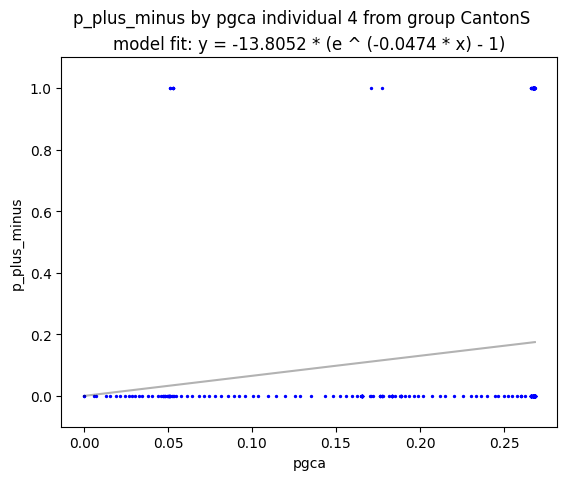 p_plus_minus by pgca individual 4 from group CantonS
model fit: y = -13.8052 * (e ^ (-0.0474 * x) - 1)
1.0
0.8
0.6
0.4
0.2
0.0
p_plus_minus
0.00 0.05 0.10 0.15 0.20 0.25
pgca